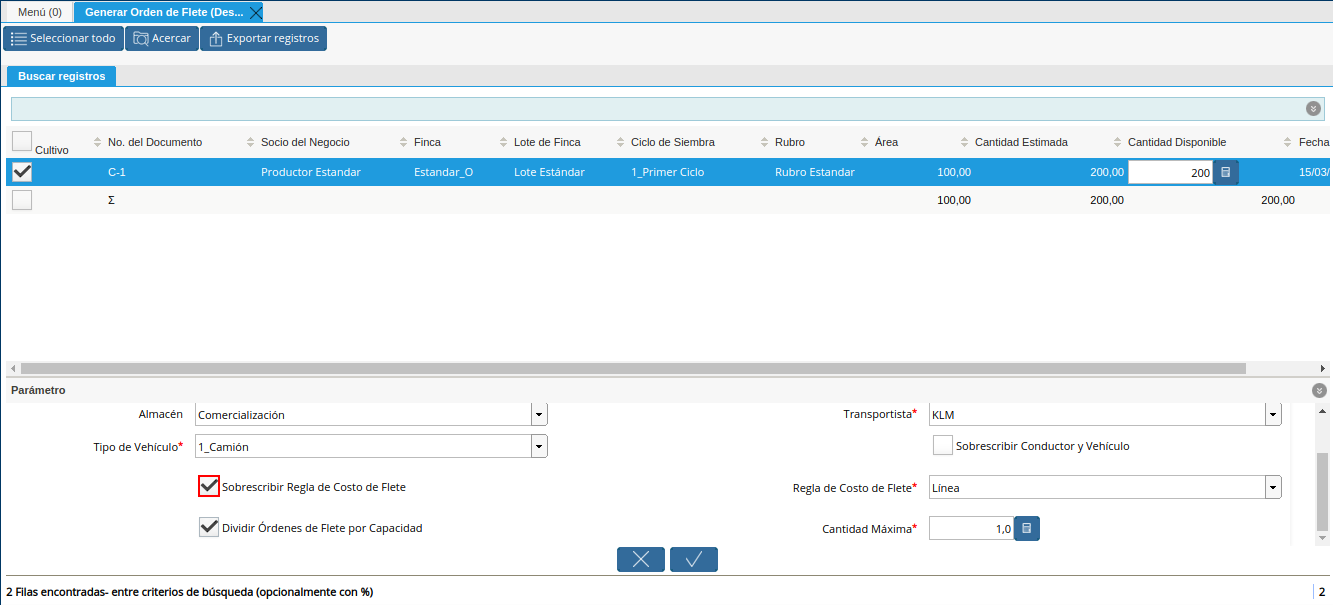 Menú (0) Generar Orden de Flete (Des...
Seleccionar todo Acercar Exportar registros
Buscar registros
Cultivo No. del Documento Socio del Negocio Finca Lote de Finca Ciclo de Siembra Rubro Área Cantidad Estimada Cantidad Disponible Fecha
C-1 Productor Estandar Estandar_O Lote Estándar 1_Primer Ciclo Rubro Estandar 100,00 200,00 200 15/03/
Σ 100,00 200,00 200,00
Parámetro
Almacén Comercialización Transportista* KLM
Tipo de Vehículo* 1_Camión Sobrescribir Conductor y Vehículo
Sobrescribir Regla de Costo de Flete Regla de Costo de Flete* Línea
Dividir Órdenes de Flete por Capacidad Cantidad Máxima* 1,0
2 Filas encontradas- entre criterios de búsqueda (opcionalmente con %) 2